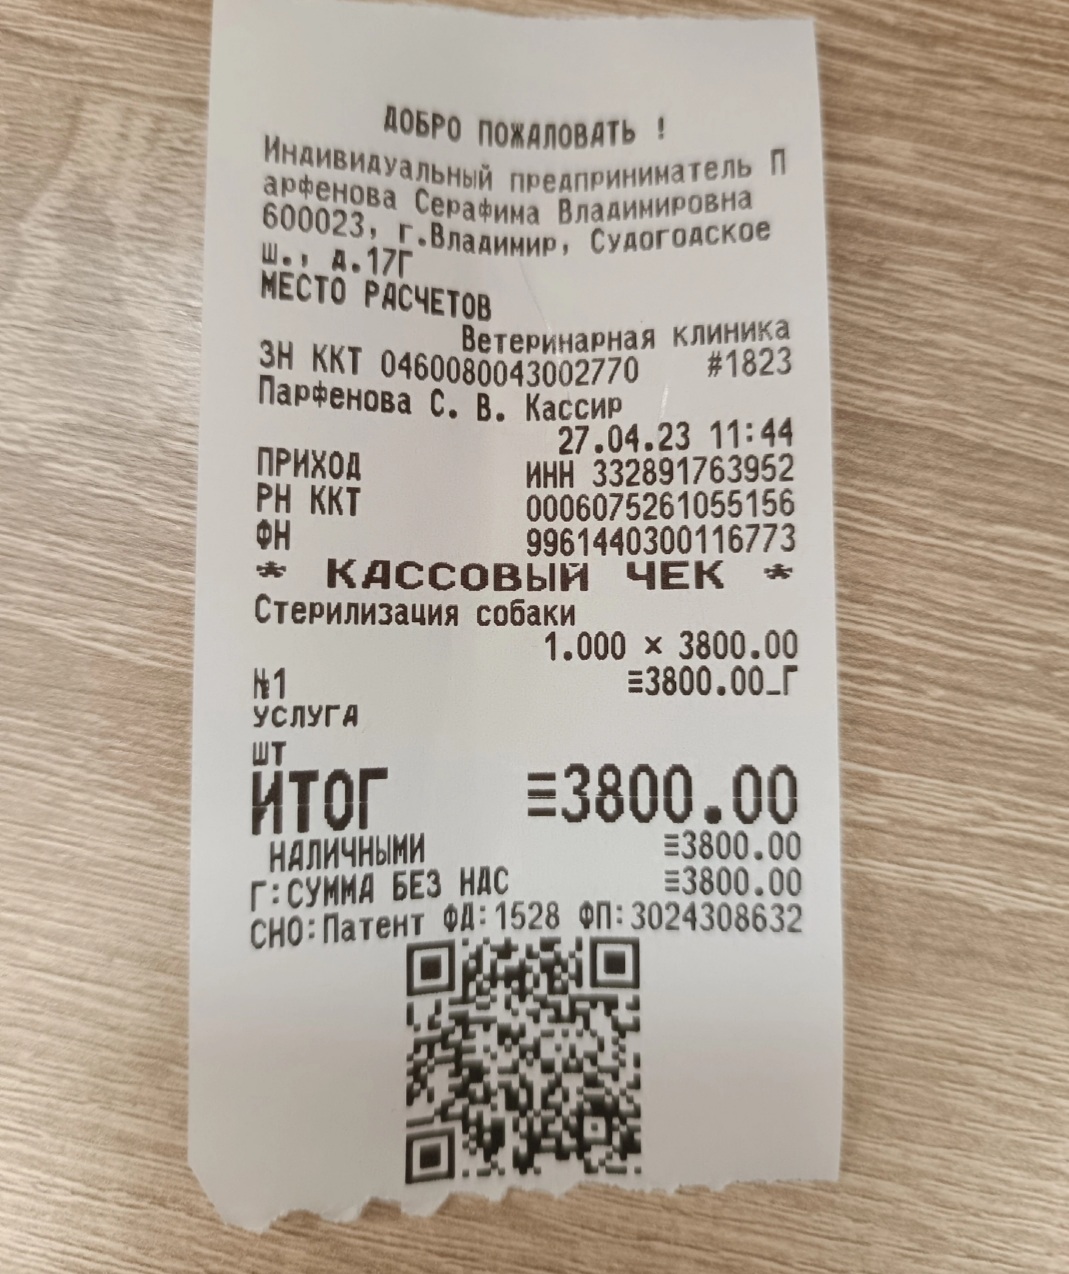 ДОБРО ПОЖАЛОВАТЬ !
Индивидуальный предприниматель П
арфенова Серафима Владимировна
600023, г.Владимир, Судогодское
ш., д.17Г
МЕСТО РАСЧЕТОВ
Ветеринарная клиника
ЗН ККТ 0460080043002770 #1823
Парфенова С. В. Кассир
27.04.23 11:44
ПРИХОД ИНН 332891763952
РН ККТ 0006075261055156
ФН 9961440300116773
* КАССОВЫЙ ЧЕК *
Стерилизация собаки
1.000 × 3800.00
№1 ≡3800.00_Г
УСЛУГА
шт
ИТОГ ≡3800.00
НАЛИЧНЫМИ ≡3800.00
Г:СУММА БЕЗ НДС ≡3800.00
СНО:Патент ФД:1528 ФП:3024308632